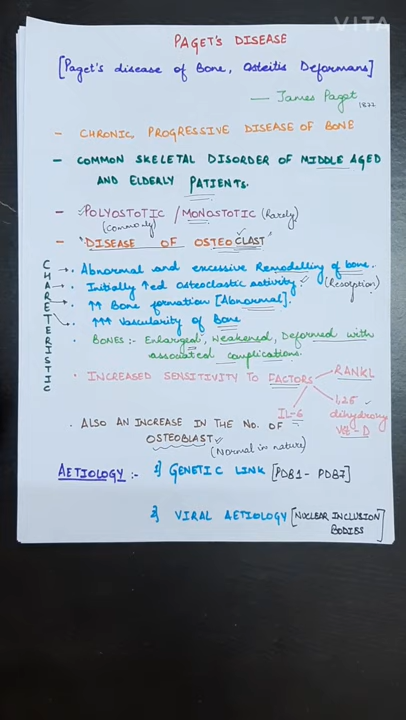 VITA
PAGET'S DISEASE
[Paget's disease of Bone, Osteitis Deformans]
— James Paget 1877
- CHRONIC, PROGRESSIVE DISEASE OF BONE
- COMMON SKELETAL DISORDER OF MIDDLE AGED
AND ELDERLY PATIENTS.
- POLYOSTOTIC / MONOSTOTIC (Rarely)
(commonly)
- "DISEASE OF OSTEOCLAST"
CHARETERISTIC
. Abnormal and excessive Remodelling of bone.
. Initially ↑ed osteoclastic activity. (Resorption)
. ↑↑ Bone formation [Abnormal].
. ↑↑↑ Vascularity of Bone
. BONES :- Enlarged, Weakened, Deformed with
associated complications.
. INCREASED SENSITIVITY TO FACTORS → RANKL
IL-6
1,25 dihydroxy
Vit-D
. ALSO AN INCREASE IN THE NO. OF
OSTEOBLAST (Normal in nature)
AETIOLOGY :- 1) GENETIC LINK [PDB1 - PDB7]
2) VIRAL AETIOLOGY [NUCLEAR INCLUSION
BODIES]